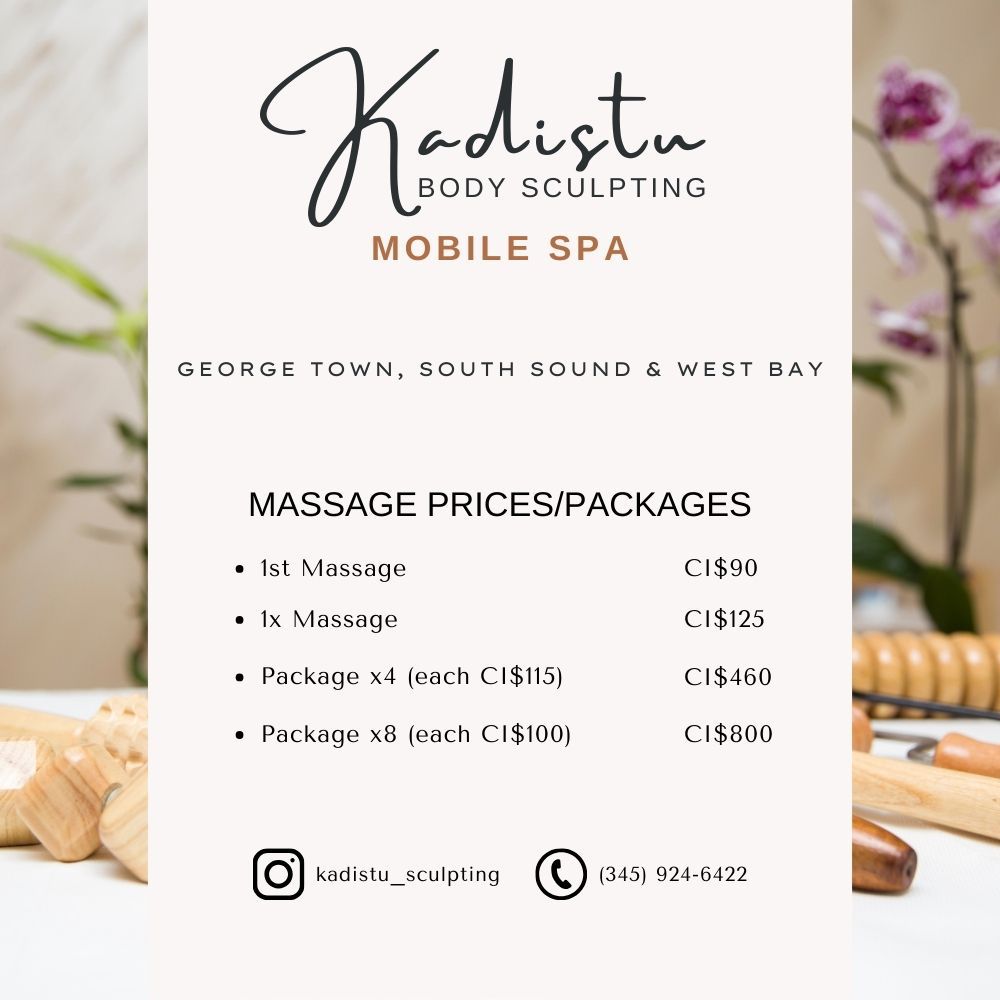 Kadistu
BODY SCULPTING
MOBILE SPA
GEORGE TOWN, SOUTH SOUND & WEST BAY
MASSAGE PRICES/PACKAGES
• 1st Massage CI$90
• 1x Massage CI$125
• Package x4 (each CI$115) CI$460
• Package x8 (each CI$100) CI$800
kadistu_sculpting (345) 924-6422